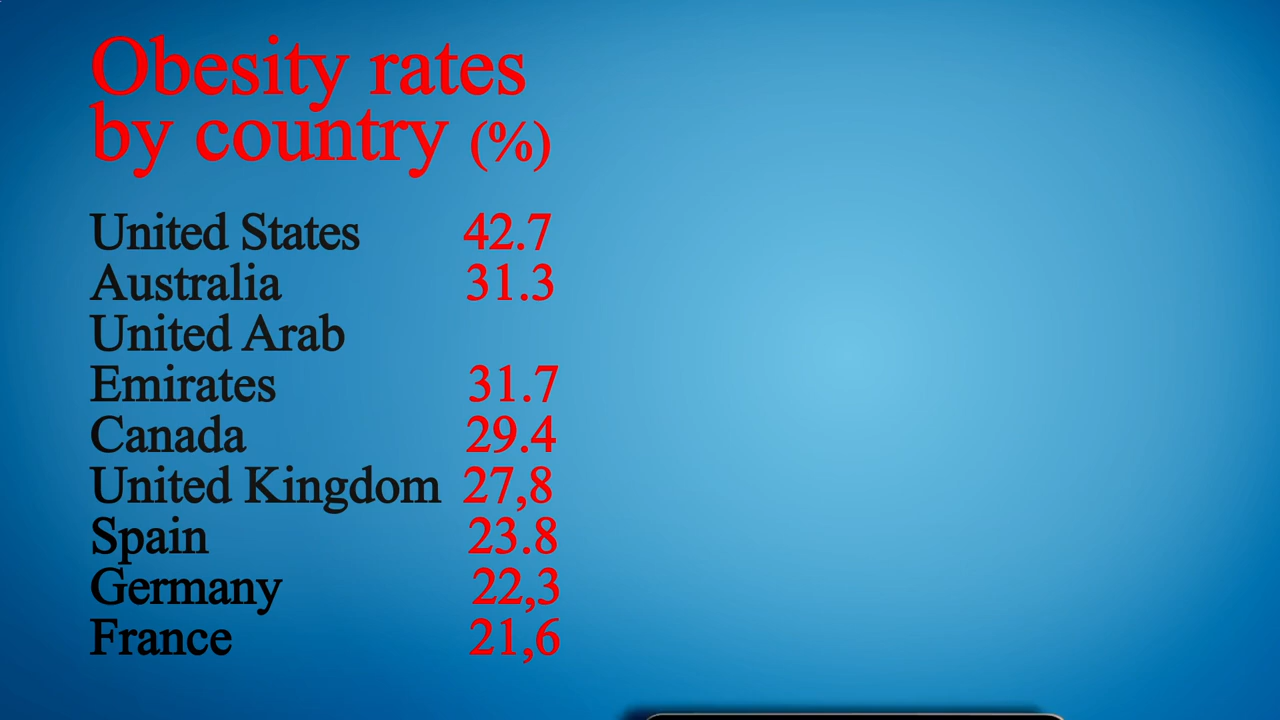 Obesity rates
by country (%)
United States 42.7
Australia 31.3
United Arab
Emirates 31.7
Canada 29.4
United Kingdom 27,8
Spain 23.8
Germany 22,3
France 21,6